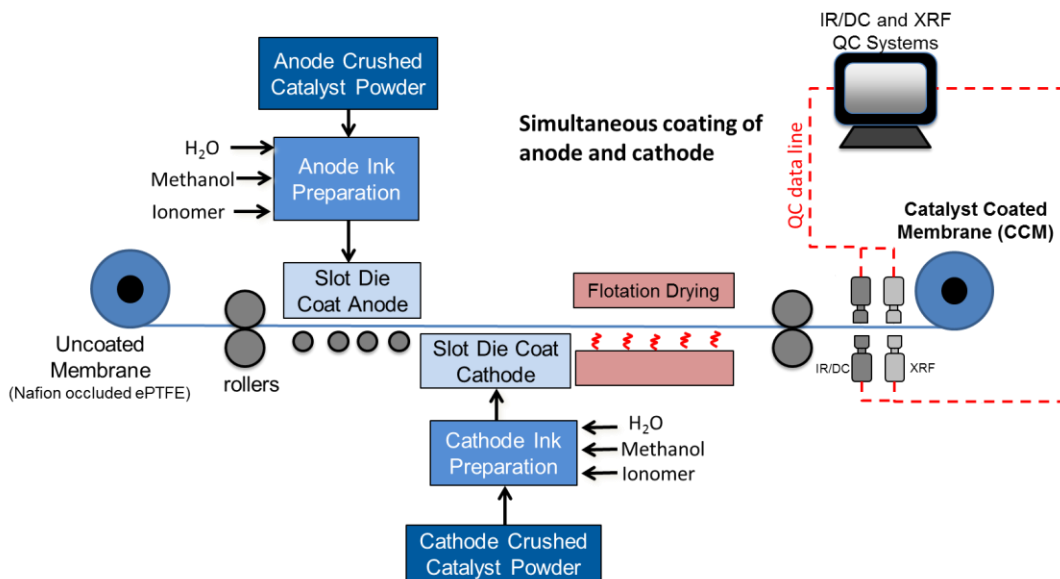 IR/DC and XRF
QC Systems
Anode Crushed
Catalyst Powder
Simultaneous coating of
anode and cathode
H₂O
Methanol
Ionomer
Anode Ink
Preparation
QC data line
Catalyst Coated
Membrane (CCM)
Slot Die
Coat Anode
Flotation Drying
Uncoated
Membrane
(Nafion occluded ePTFE)
rollers
Slot Die Coat
Cathode
IR/DC
XRF
Cathode Ink
Preparation
H₂O
Methanol
Ionomer
Cathode Crushed
Catalyst Powder